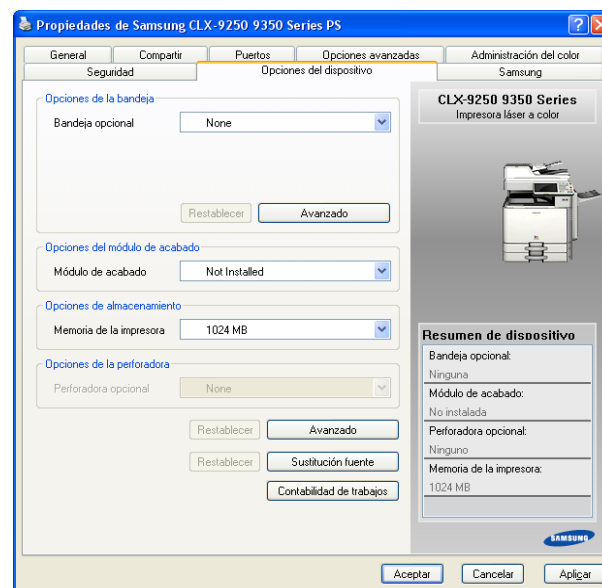 Propiedades de Samsung CLX-9250 9350 Series PS
General Compartir Puertos Opciones avanzadas Administración del color
Seguridad Opciones del dispositivo Samsung
Opciones de la bandeja
Bandeja opcional None
Restablecer Avanzado
Opciones del módulo de acabado
Módulo de acabado Not Installed
Opciones de almacenamiento
Memoria de la impresora 1024 MB
Opciones de la perforadora
Perforadora opcional None
Restablecer Avanzado
Restablecer Sustitución fuente
Contabilidad de trabajos
CLX-9250 9350 Series
Impresora láser a color
Resumen de dispositivo
Bandeja opcional:
Ninguna
Módulo de acabado:
No instalada
Perforadora opcional:
Ninguno
Memoria de la impresora:
1024 MB
SAMSUNG
Aceptar Cancelar Aplicar